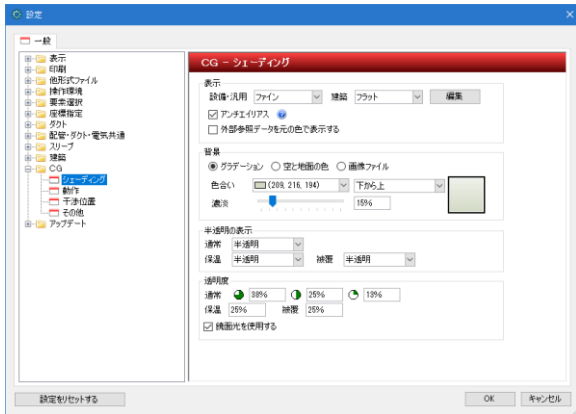 設定
一般
表示
印刷
他形式ファイル
操作環境
要素選択
座標指定
ダクト
配管・ダクト・電気共通
スリーブ
建築
CG
シェーディング
動作
干渉位置
その他
アップデート
CG - シェーディング
表示
設備・汎用 ファイン 建築 フラット 編集
アンチエイリアス
外部参照データを元の色で表示する
背景
グラデーション 空と地面の色 画像ファイル
色合い (209, 216, 194) 下から上
濃淡 15%
半透明の表示
通常 半透明
保温 半透明 被覆 半透明
透明度
通常 38% 25% 13%
保温 25% 被覆 25%
鏡面光を使用する
設定をリセットする OK キャンセル